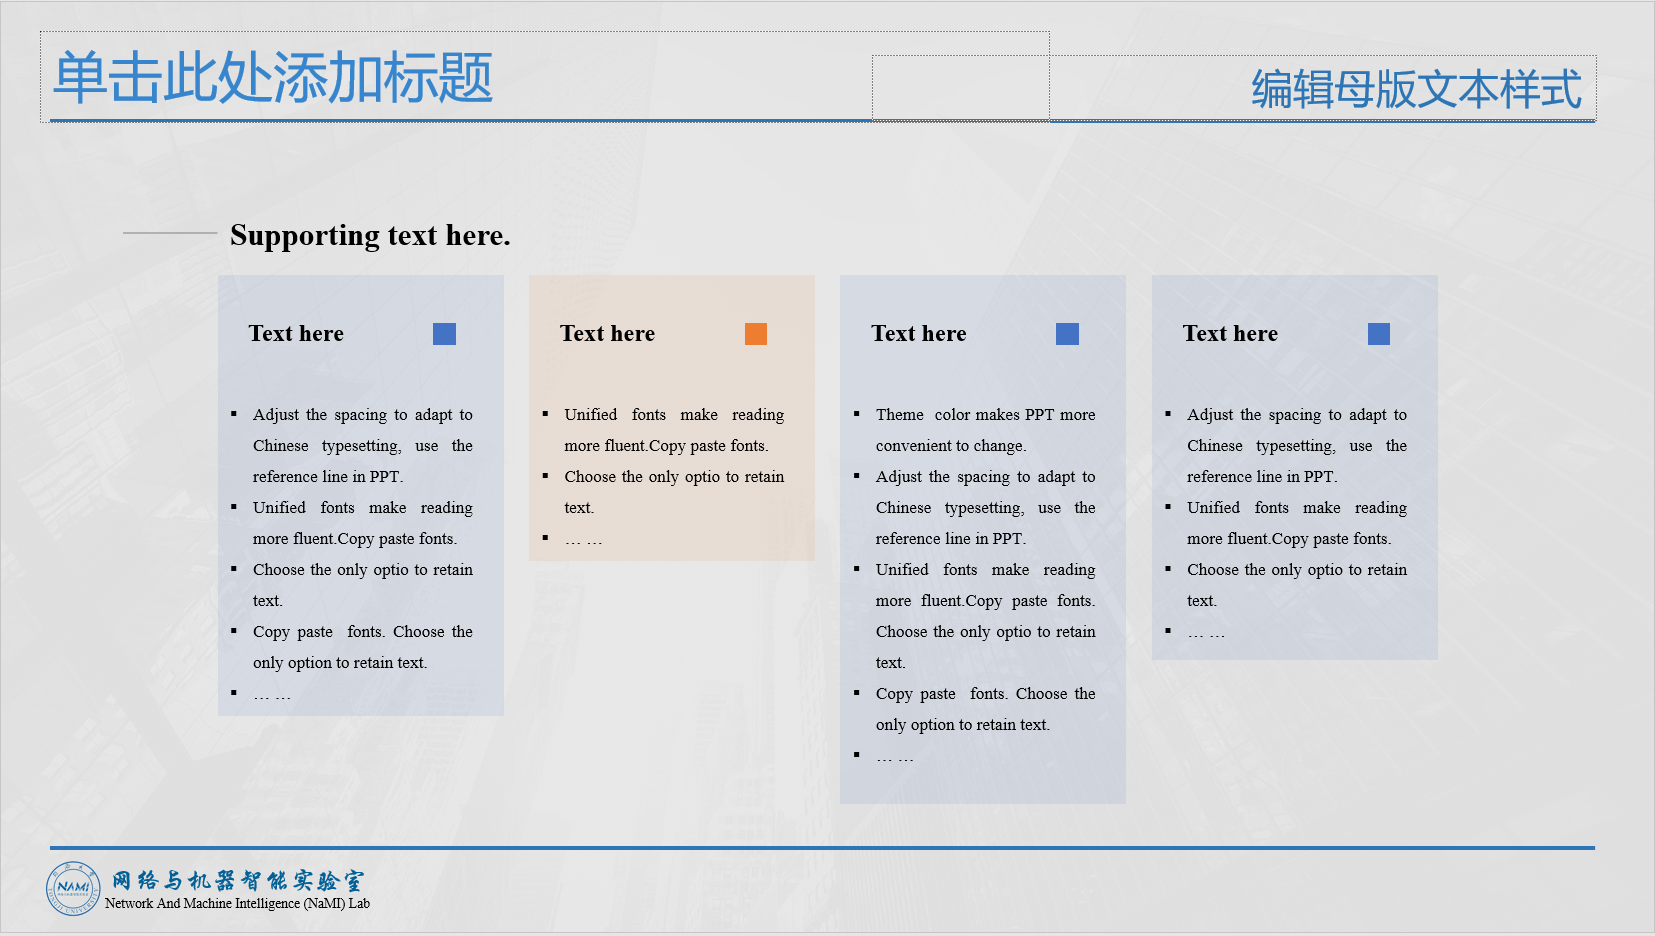 单击此处添加标题
编辑母版文本样式
Supporting text here.
Text here
Adjust the spacing to adapt to
Chinese typesetting, use the
reference line in PPT.
Unified fonts make reading
more fluent.Copy paste fonts.
Choose the only optio to retain
text.
Copy paste fonts. Choose the
only option to retain text.
… …
Text here
Unified fonts make reading
more fluent.Copy paste fonts.
Choose the only optio to retain
text.
… …
Text here
Theme color makes PPT more
convenient to change.
Adjust the spacing to adapt to
Chinese typesetting, use the
reference line in PPT.
Unified fonts make reading
more fluent.Copy paste fonts.
Choose the only optio to retain
text.
Copy paste fonts. Choose the
only option to retain text.
… …
Text here
Adjust the spacing to adapt to
Chinese typesetting, use the
reference line in PPT.
Unified fonts make reading
more fluent.Copy paste fonts.
Choose the only optio to retain
text.
… …
NAMI
网络与机器智能实验室
Network And Machine Intelligence (NaMI) Lab